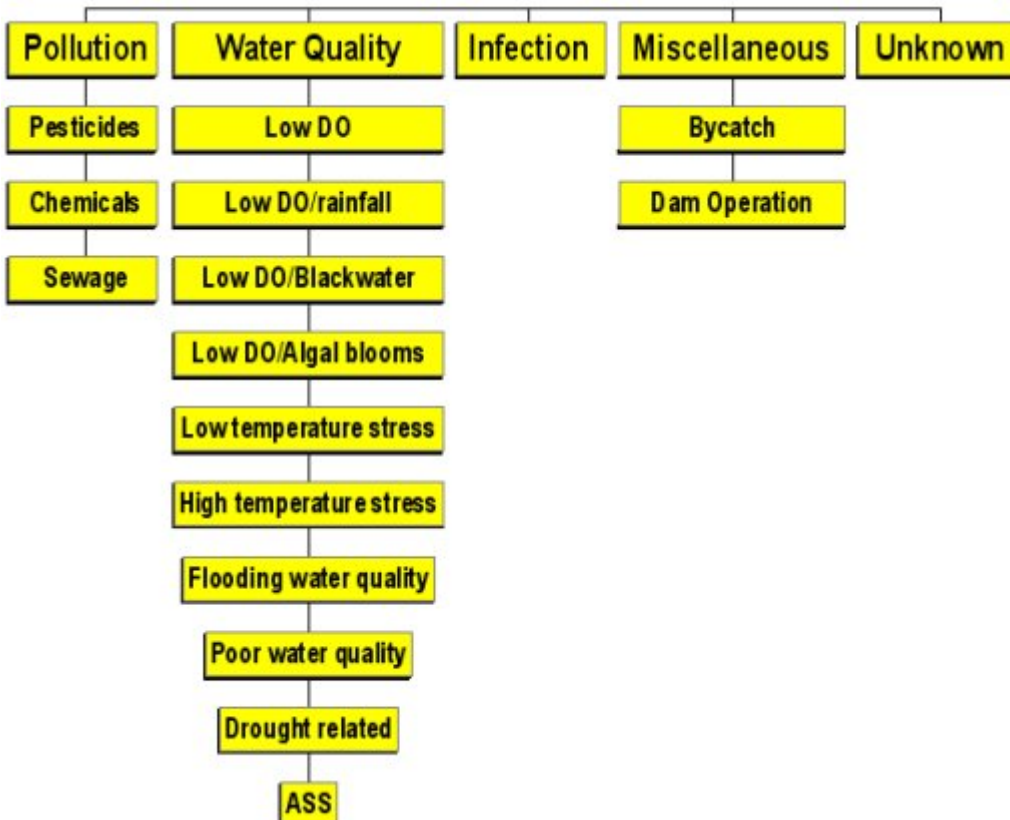 Pollution
Water Quality
Infection
Miscellaneous
Unknown
Pesticides
Low DO
Bycatch
Chemicals
Low DO/rainfall
Dam Operation
Sewage
Low DO/Blackwater
Low DO/Algal blooms
Low temperature stress
High temperature stress
Flooding water quality
Poor water quality
Drought related
ASS